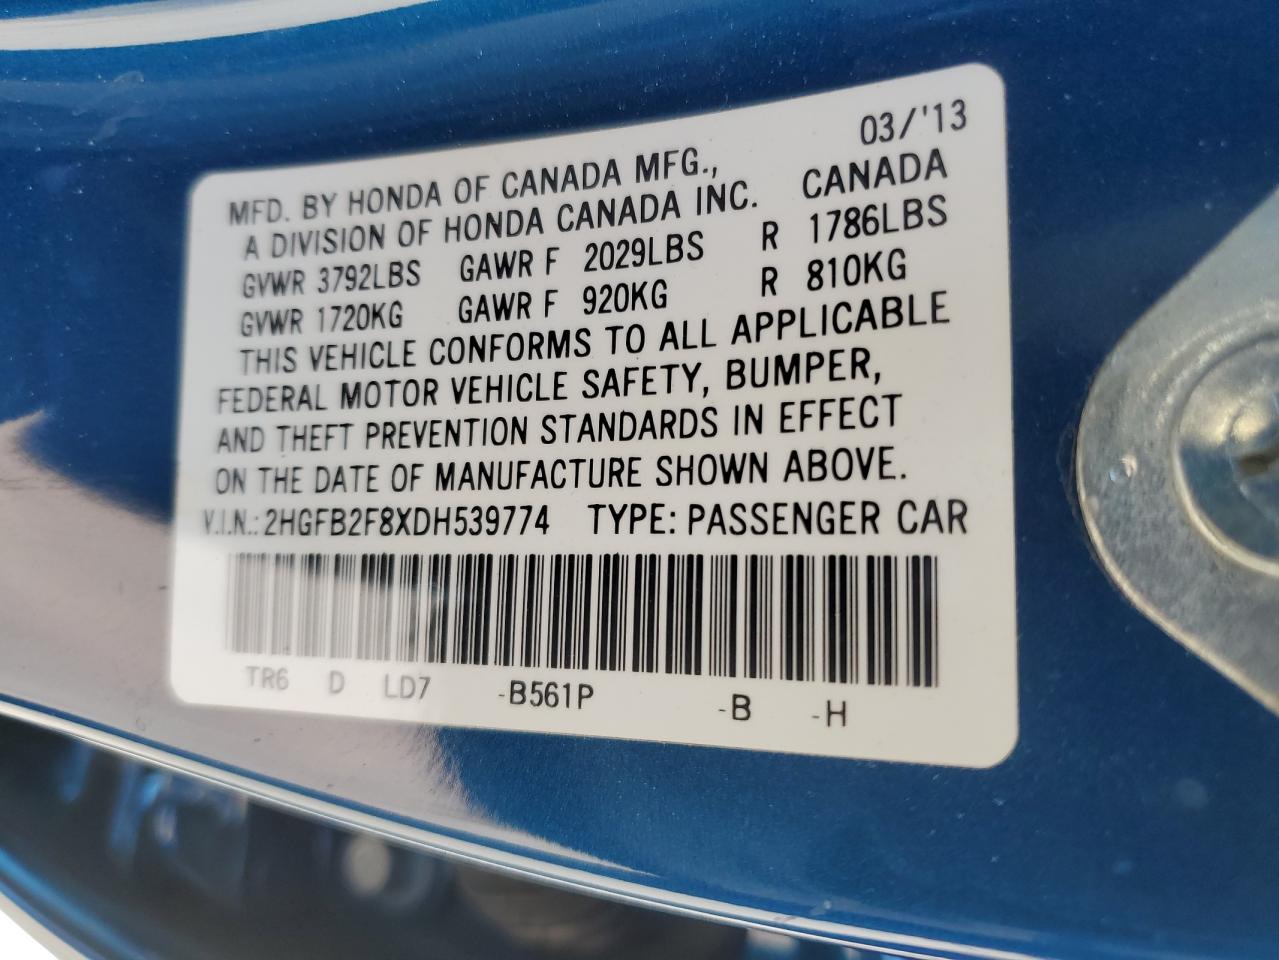 03/'13
MFD. BY HONDA OF CANADA MFG.,
A DIVISION OF HONDA CANADA INC. CANADA
GVWR 3792LBS GAWR F 2029LBS R 1786LBS
GVWR 1720KG GAWR F 920KG R 810KG
THIS VEHICLE CONFORMS TO ALL APPLICABLE
FEDERAL MOTOR VEHICLE SAFETY, BUMPER,
AND THEFT PREVENTION STANDARDS IN EFFECT
ON THE DATE OF MANUFACTURE SHOWN ABOVE.
V.I.N.: 2HGFB2F8XDH539774 TYPE: PASSENGER CAR
TR6 D LD7 -B561P -B -H